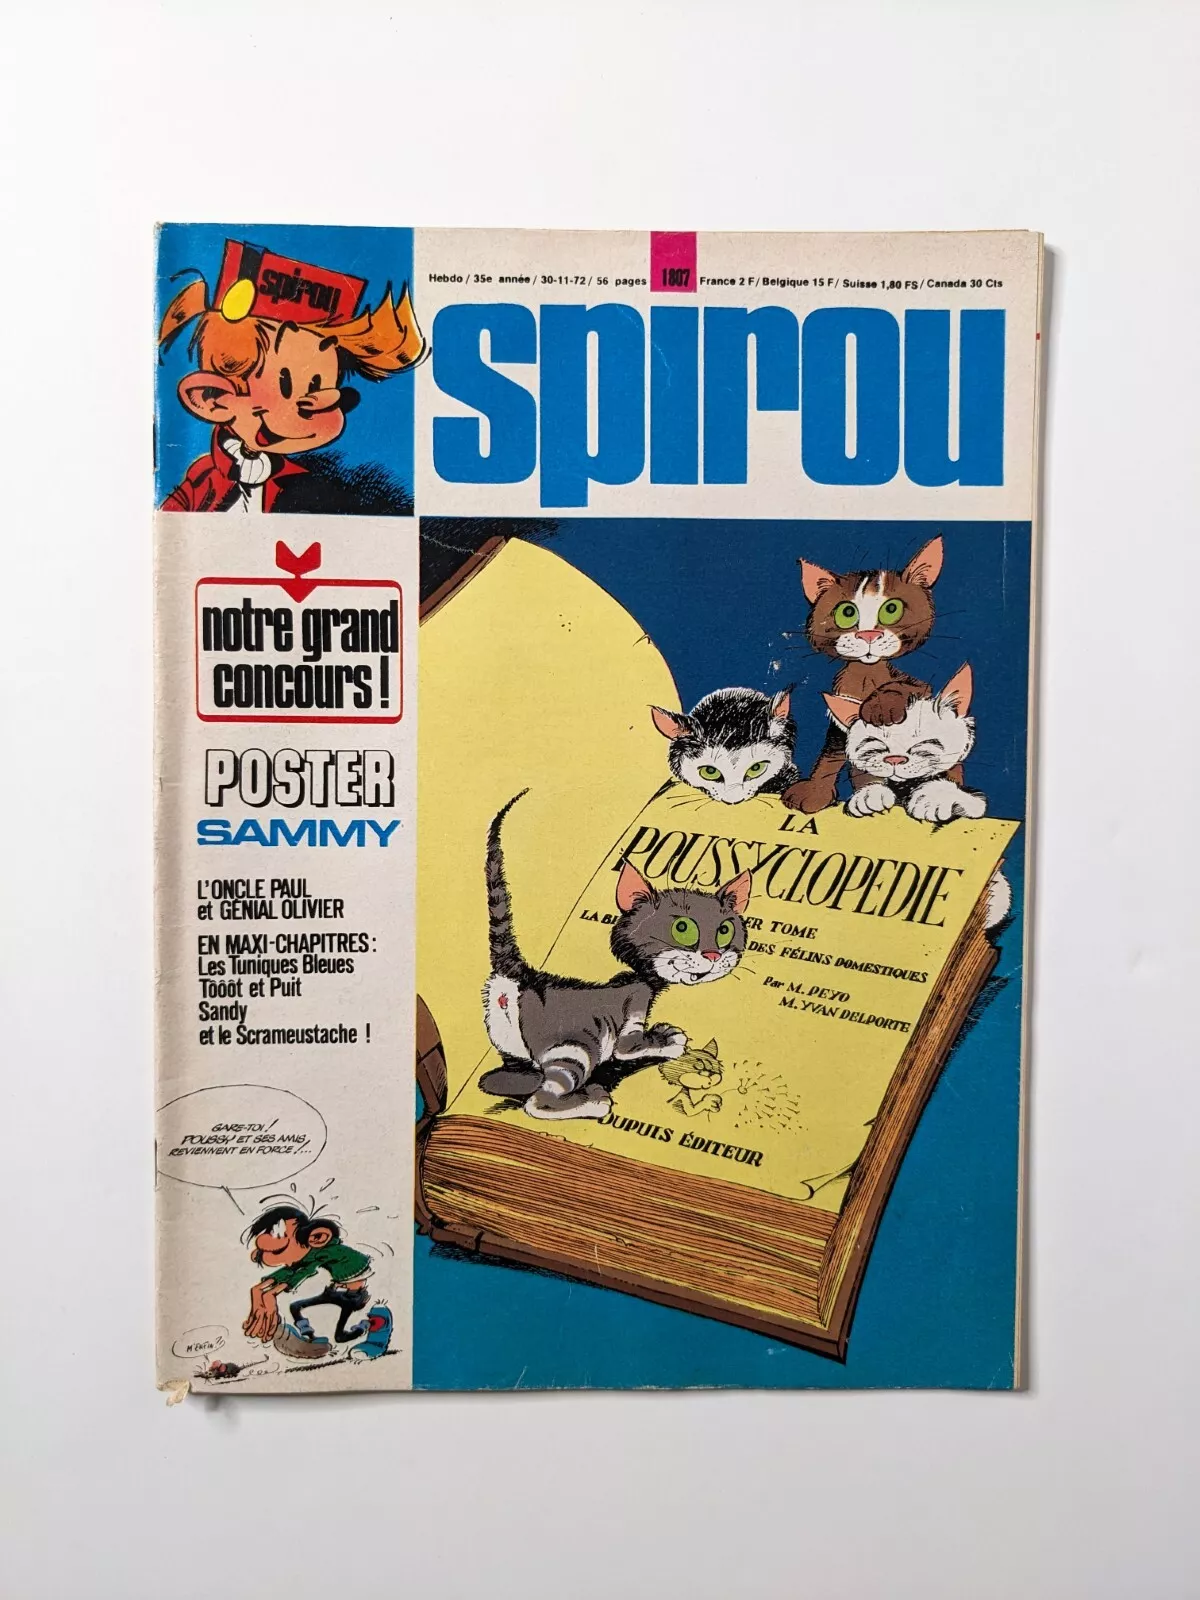 spirou
Hebdo / 35e année / 30-11-72 / 56 pages 1807 France 2 F / Belgique 15 F / Suisse 1,80 FS / Canada 30 Cts
spirou
notre grand
concours !
POSTER
SAMMY
L'ONCLE PAUL
et GÉNIAL OLIVIER
EN MAXI-CHAPITRES :
Les Tuniques Bleues
Tôôôt et Puit
Sandy
et le Scrameustache !
GARE-TOI !
POUSSY ET SES AMIS
REVIENNENT EN FORCE !...
M'ENFIN ?!
LA
POUSSYCLOPEDIE
ER TOME
LA BI DES FÉLINS DOMESTIQUES
Par M. PEYO
M. YVAN DELPORTE
DUPUIS ÉDITEUR